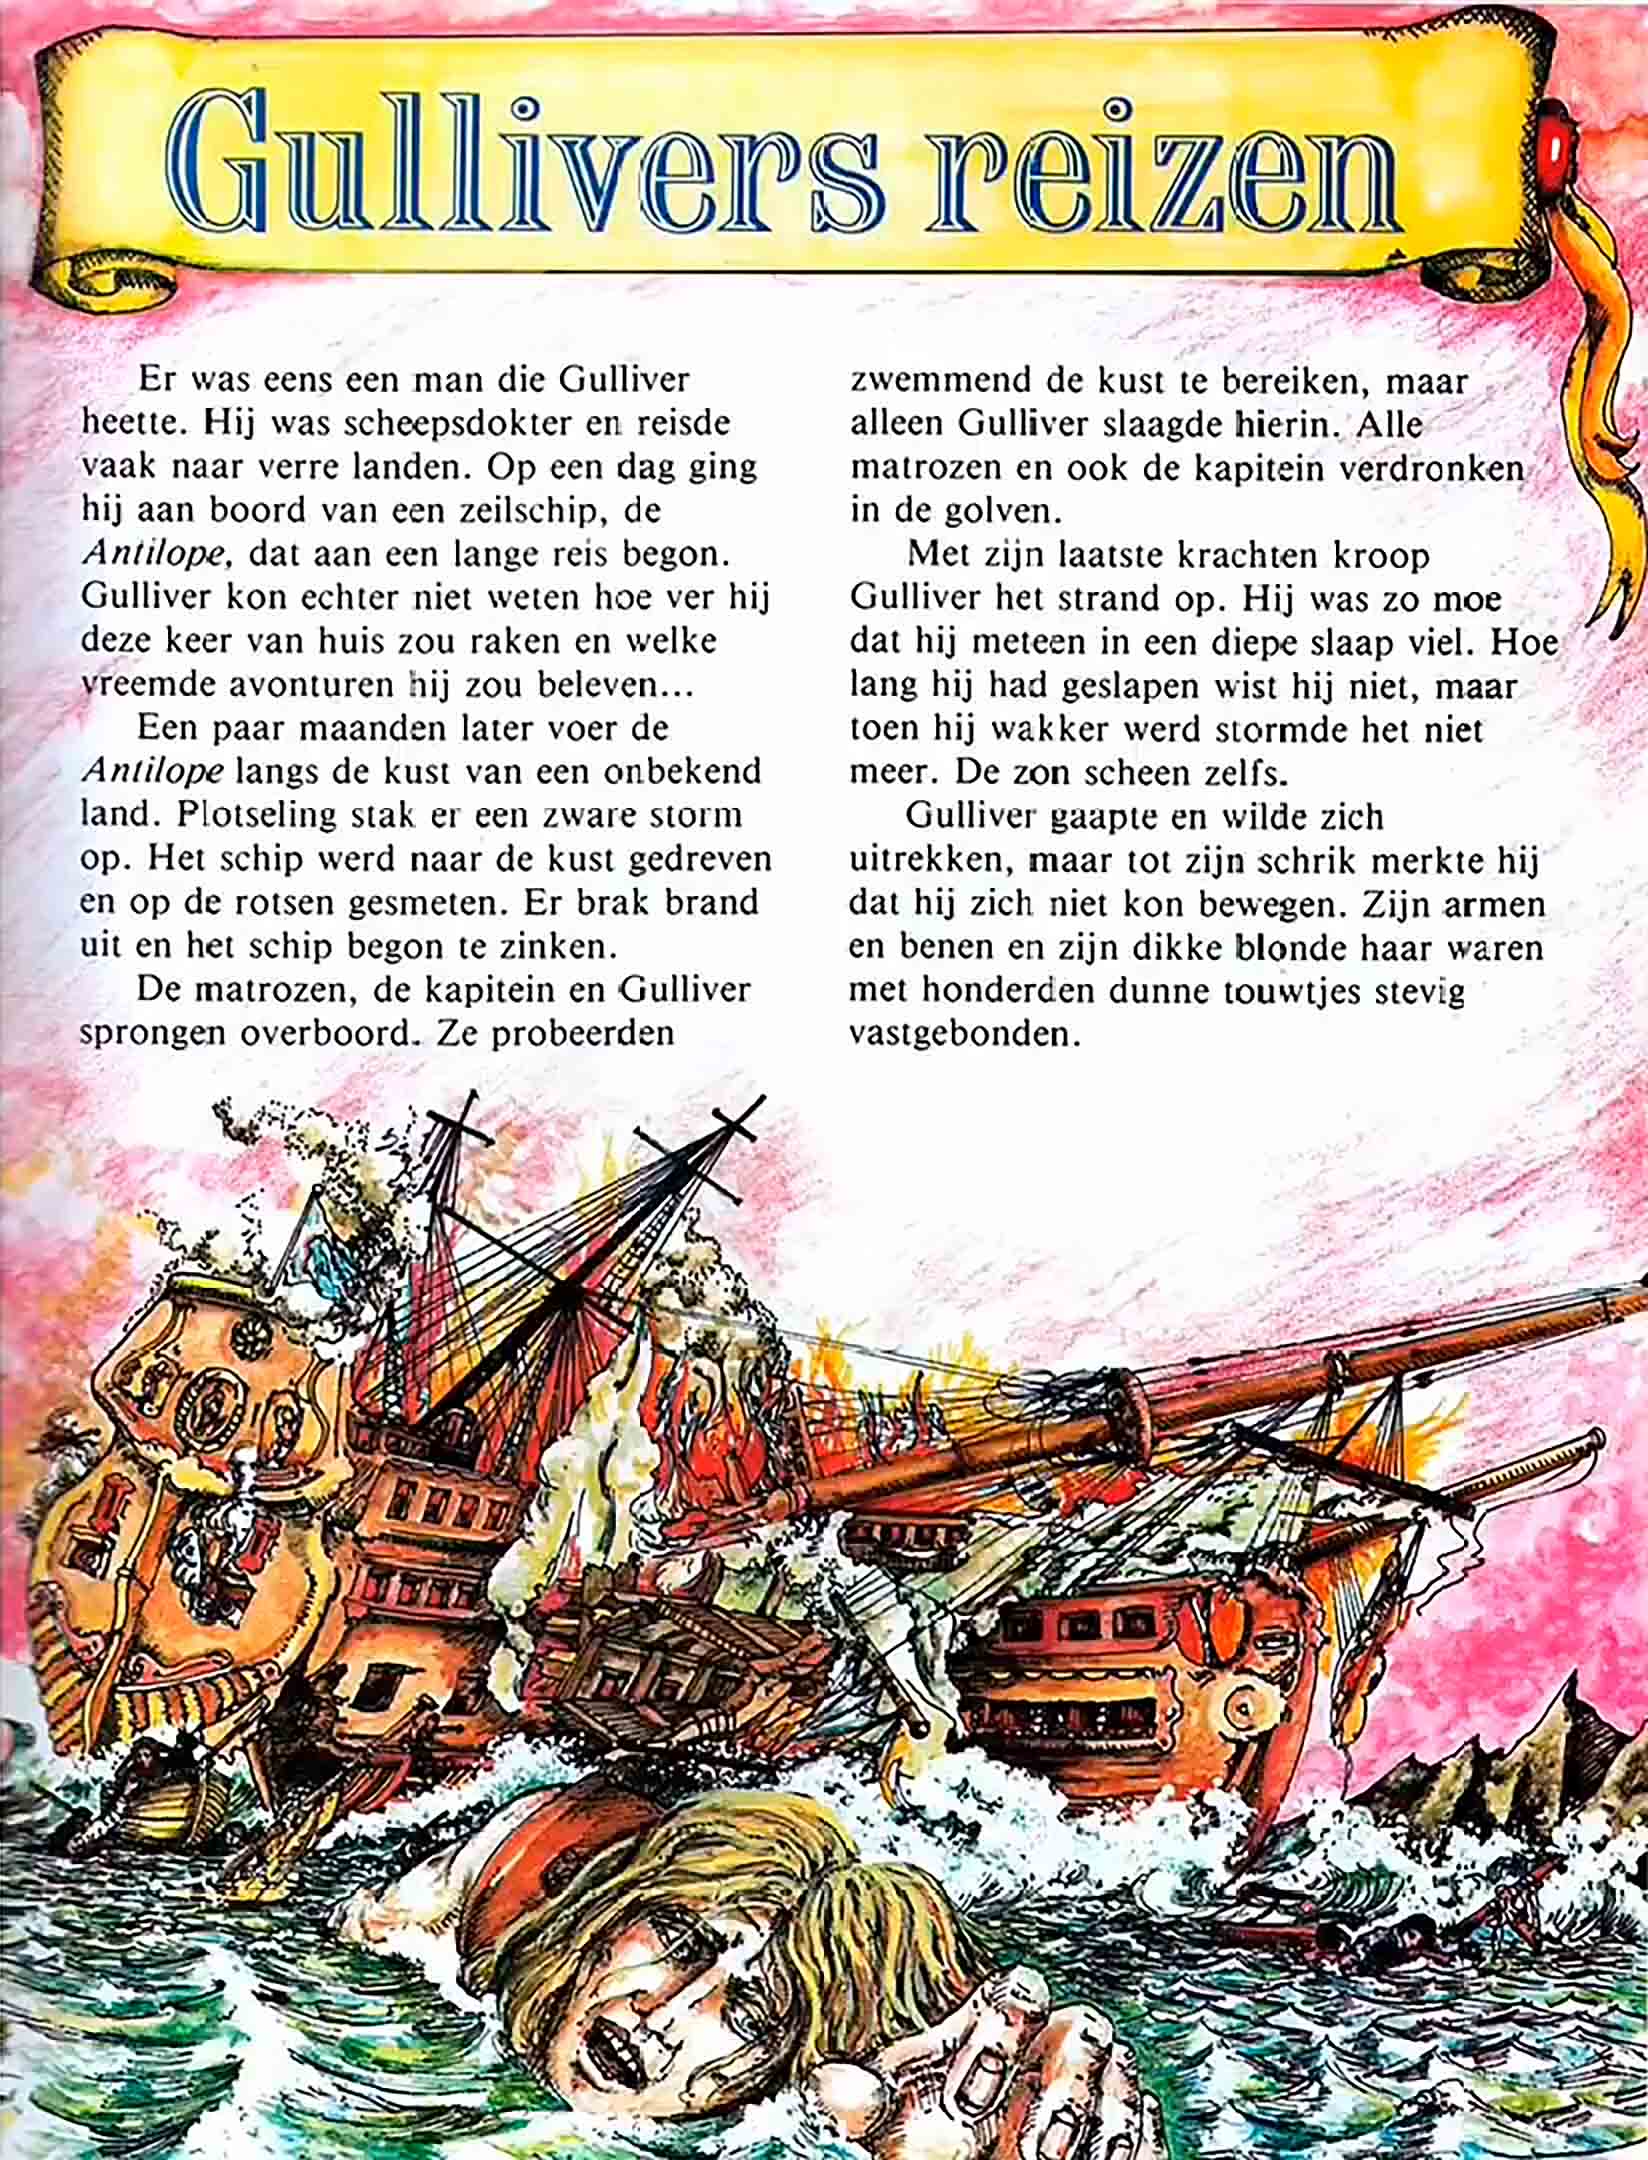 Gullivers reizen
Er was eens een man die Gulliver
heette. Hij was scheepsdokter en reisde
vaak naar verre landen. Op een dag ging
hij aan boord van een zeilschip, de
Antilope, dat aan een lange reis begon.
Gulliver kon echter niet weten hoe ver hij
deze keer van huis zou raken en welke
vreemde avonturen hij zou beleven...
Een paar maanden later voer de
Antilope langs de kust van een onbekend
land. Plotseling stak er een zware storm
op. Het schip werd naar de kust gedreven
en op de rotsen gesmeten. Er brak brand
uit en het schip begon te zinken.
De matrozen, de kapitein en Gulliver
sprongen overboord. Ze probeerden
zwemmend de kust te bereiken, maar
alleen Gulliver slaagde hierin. Alle
matrozen en ook de kapitein verdronken
in de golven.
Met zijn laatste krachten kroop
Gulliver het strand op. Hij was zo moe
dat hij meteen in een diepe slaap viel. Hoe
lang hij had geslapen wist hij niet, maar
toen hij wakker werd stormde het niet
meer. De zon scheen zelfs.
Gulliver gaapte en wilde zich
uitrekken, maar tot zijn schrik merkte hij
dat hij zich niet kon bewegen. Zijn armen
en benen en zijn dikke blonde haar waren
met honderden dunne touwtjes stevig
vastgebonden.